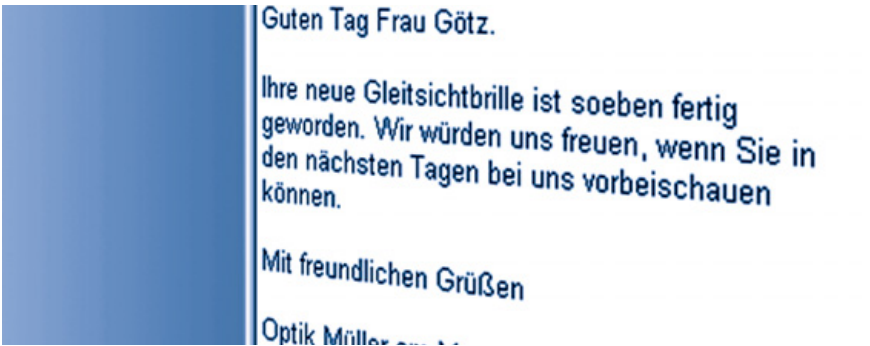 Guten Tag Frau Götz.
Ihre neue Gleitsichtbrille ist soeben fertig
geworden. Wir würden uns freuen, wenn Sie in
den nächsten Tagen bei uns vorbeischauen
können.
Mit freundlichen Grüßen
Optik Müller am